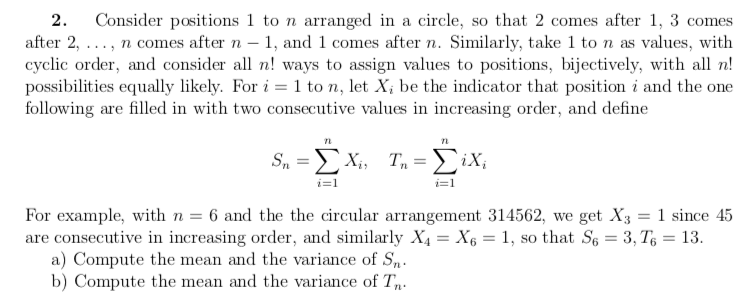 2. Consider positions 1 to n arranged in a circle, so that 2 comes after 1, 3 comes
after 2, ..., n comes after n − 1, and 1 comes after n. Similarly, take 1 to n as values, with
cyclic order, and consider all n! ways to assign values to positions, bijectively, with all n!
possibilities equally likely. For i = 1 to n, let X_i be the indicator that position i and the one
following are filled in with two consecutive values in increasing order, and define
S_n = ∑_{i=1}^{n} X_i, T_n = ∑_{i=1}^{n} iX_i
For example, with n = 6 and the the circular arrangement 314562, we get X_3 = 1 since 45
are consecutive in increasing order, and similarly X_4 = X_6 = 1, so that S_6 = 3, T_6 = 13.
a) Compute the mean and the variance of S_n.
b) Compute the mean and the variance of T_n.